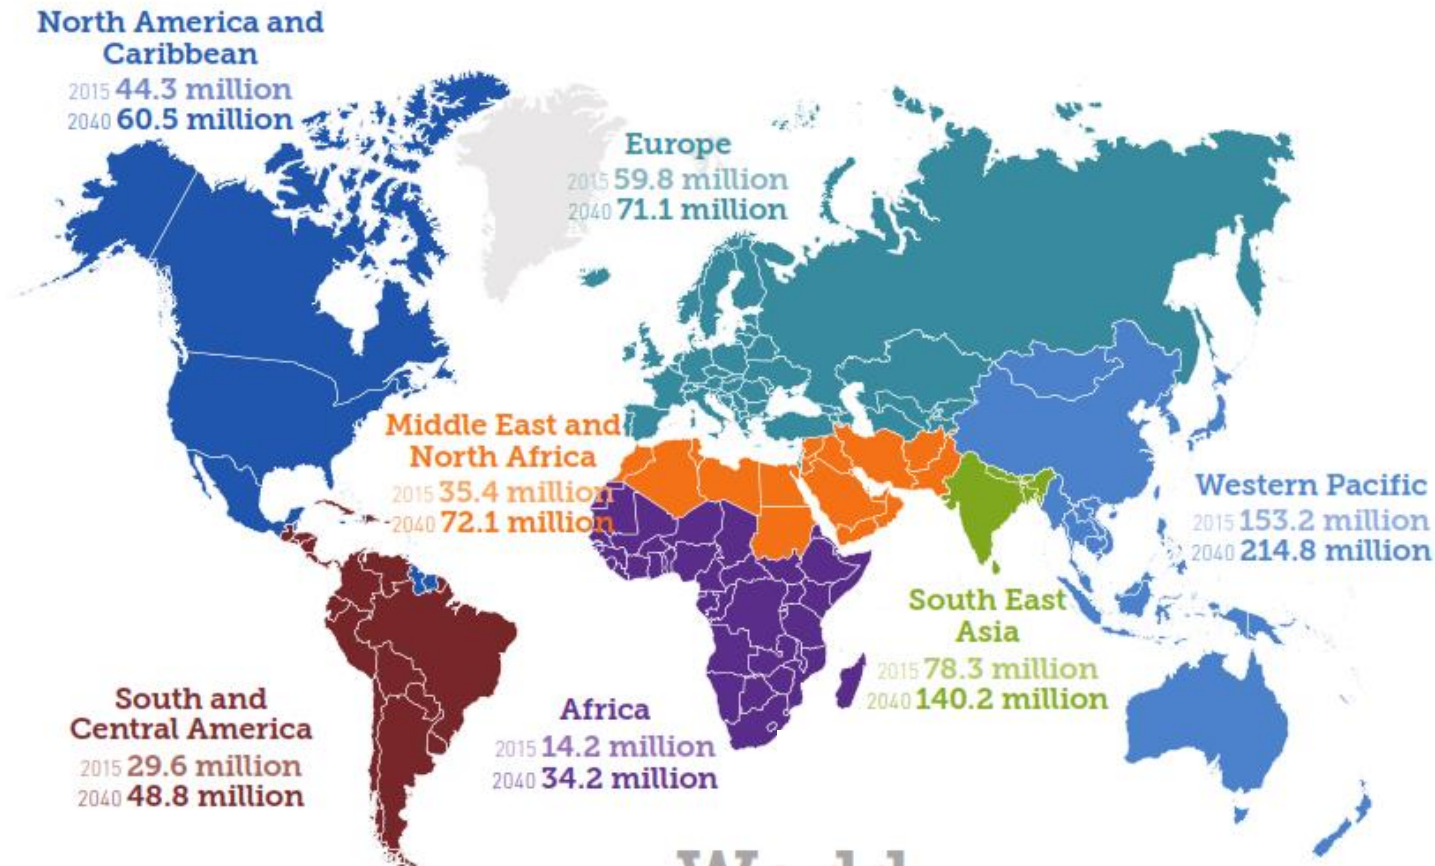 North America and
Caribbean
2015 44.3 million
2040 60.5 million
Europe
2015 59.8 million
2040 71.1 million
Middle East and
North Africa
2015 35.4 million
2040 72.1 million
Western Pacific
2015 153.2 million
2040 214.8 million
South East
Asia
2015 78.3 million
2040 140.2 million
South and
Central America
2015 29.6 million
2040 48.8 million
Africa
2015 14.2 million
2040 34.2 million